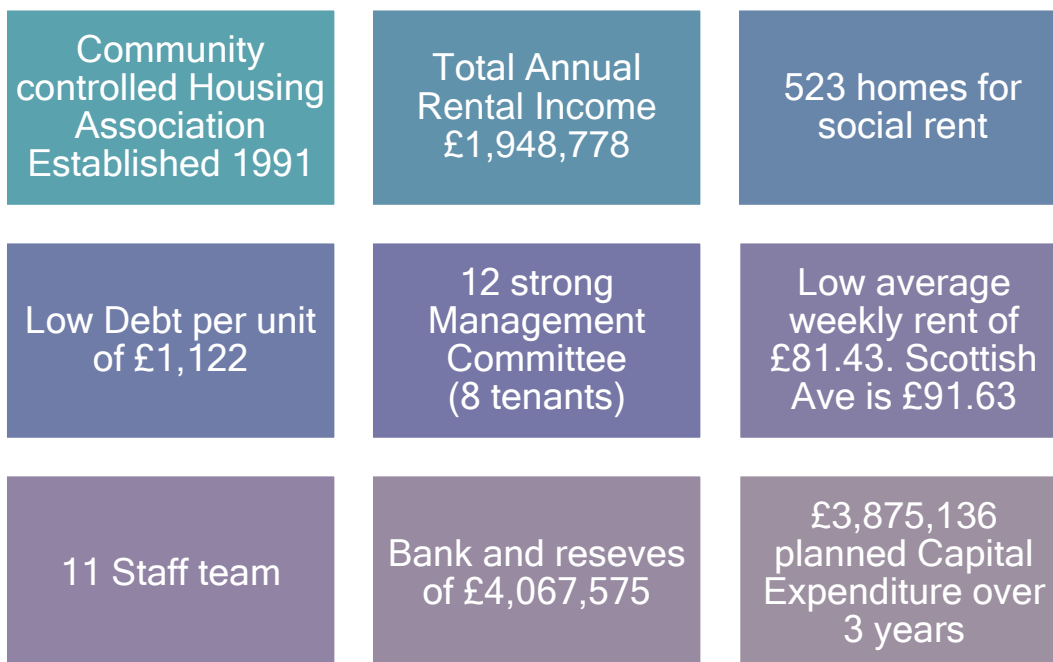 Community
controlled Housing
Association
Established 1991
Total Annual
Rental Income
£1,948,778
523 homes for
social rent
Low Debt per unit
of £1,122
12 strong
Management
Committee
(8 tenants)
Low average
weekly rent of
£81.43. Scottish
Ave is £91.63
11 Staff team
Bank and reseves
of £4,067,575
£3,875,136
planned Capital
Expenditure over
3 years